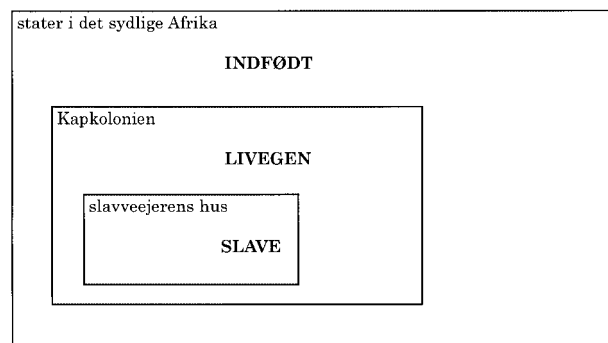 stater i det sydlige Afrika
INDFØDT
Kapkolonien
LIVEGEN
slavveejerens hus
SLAVE